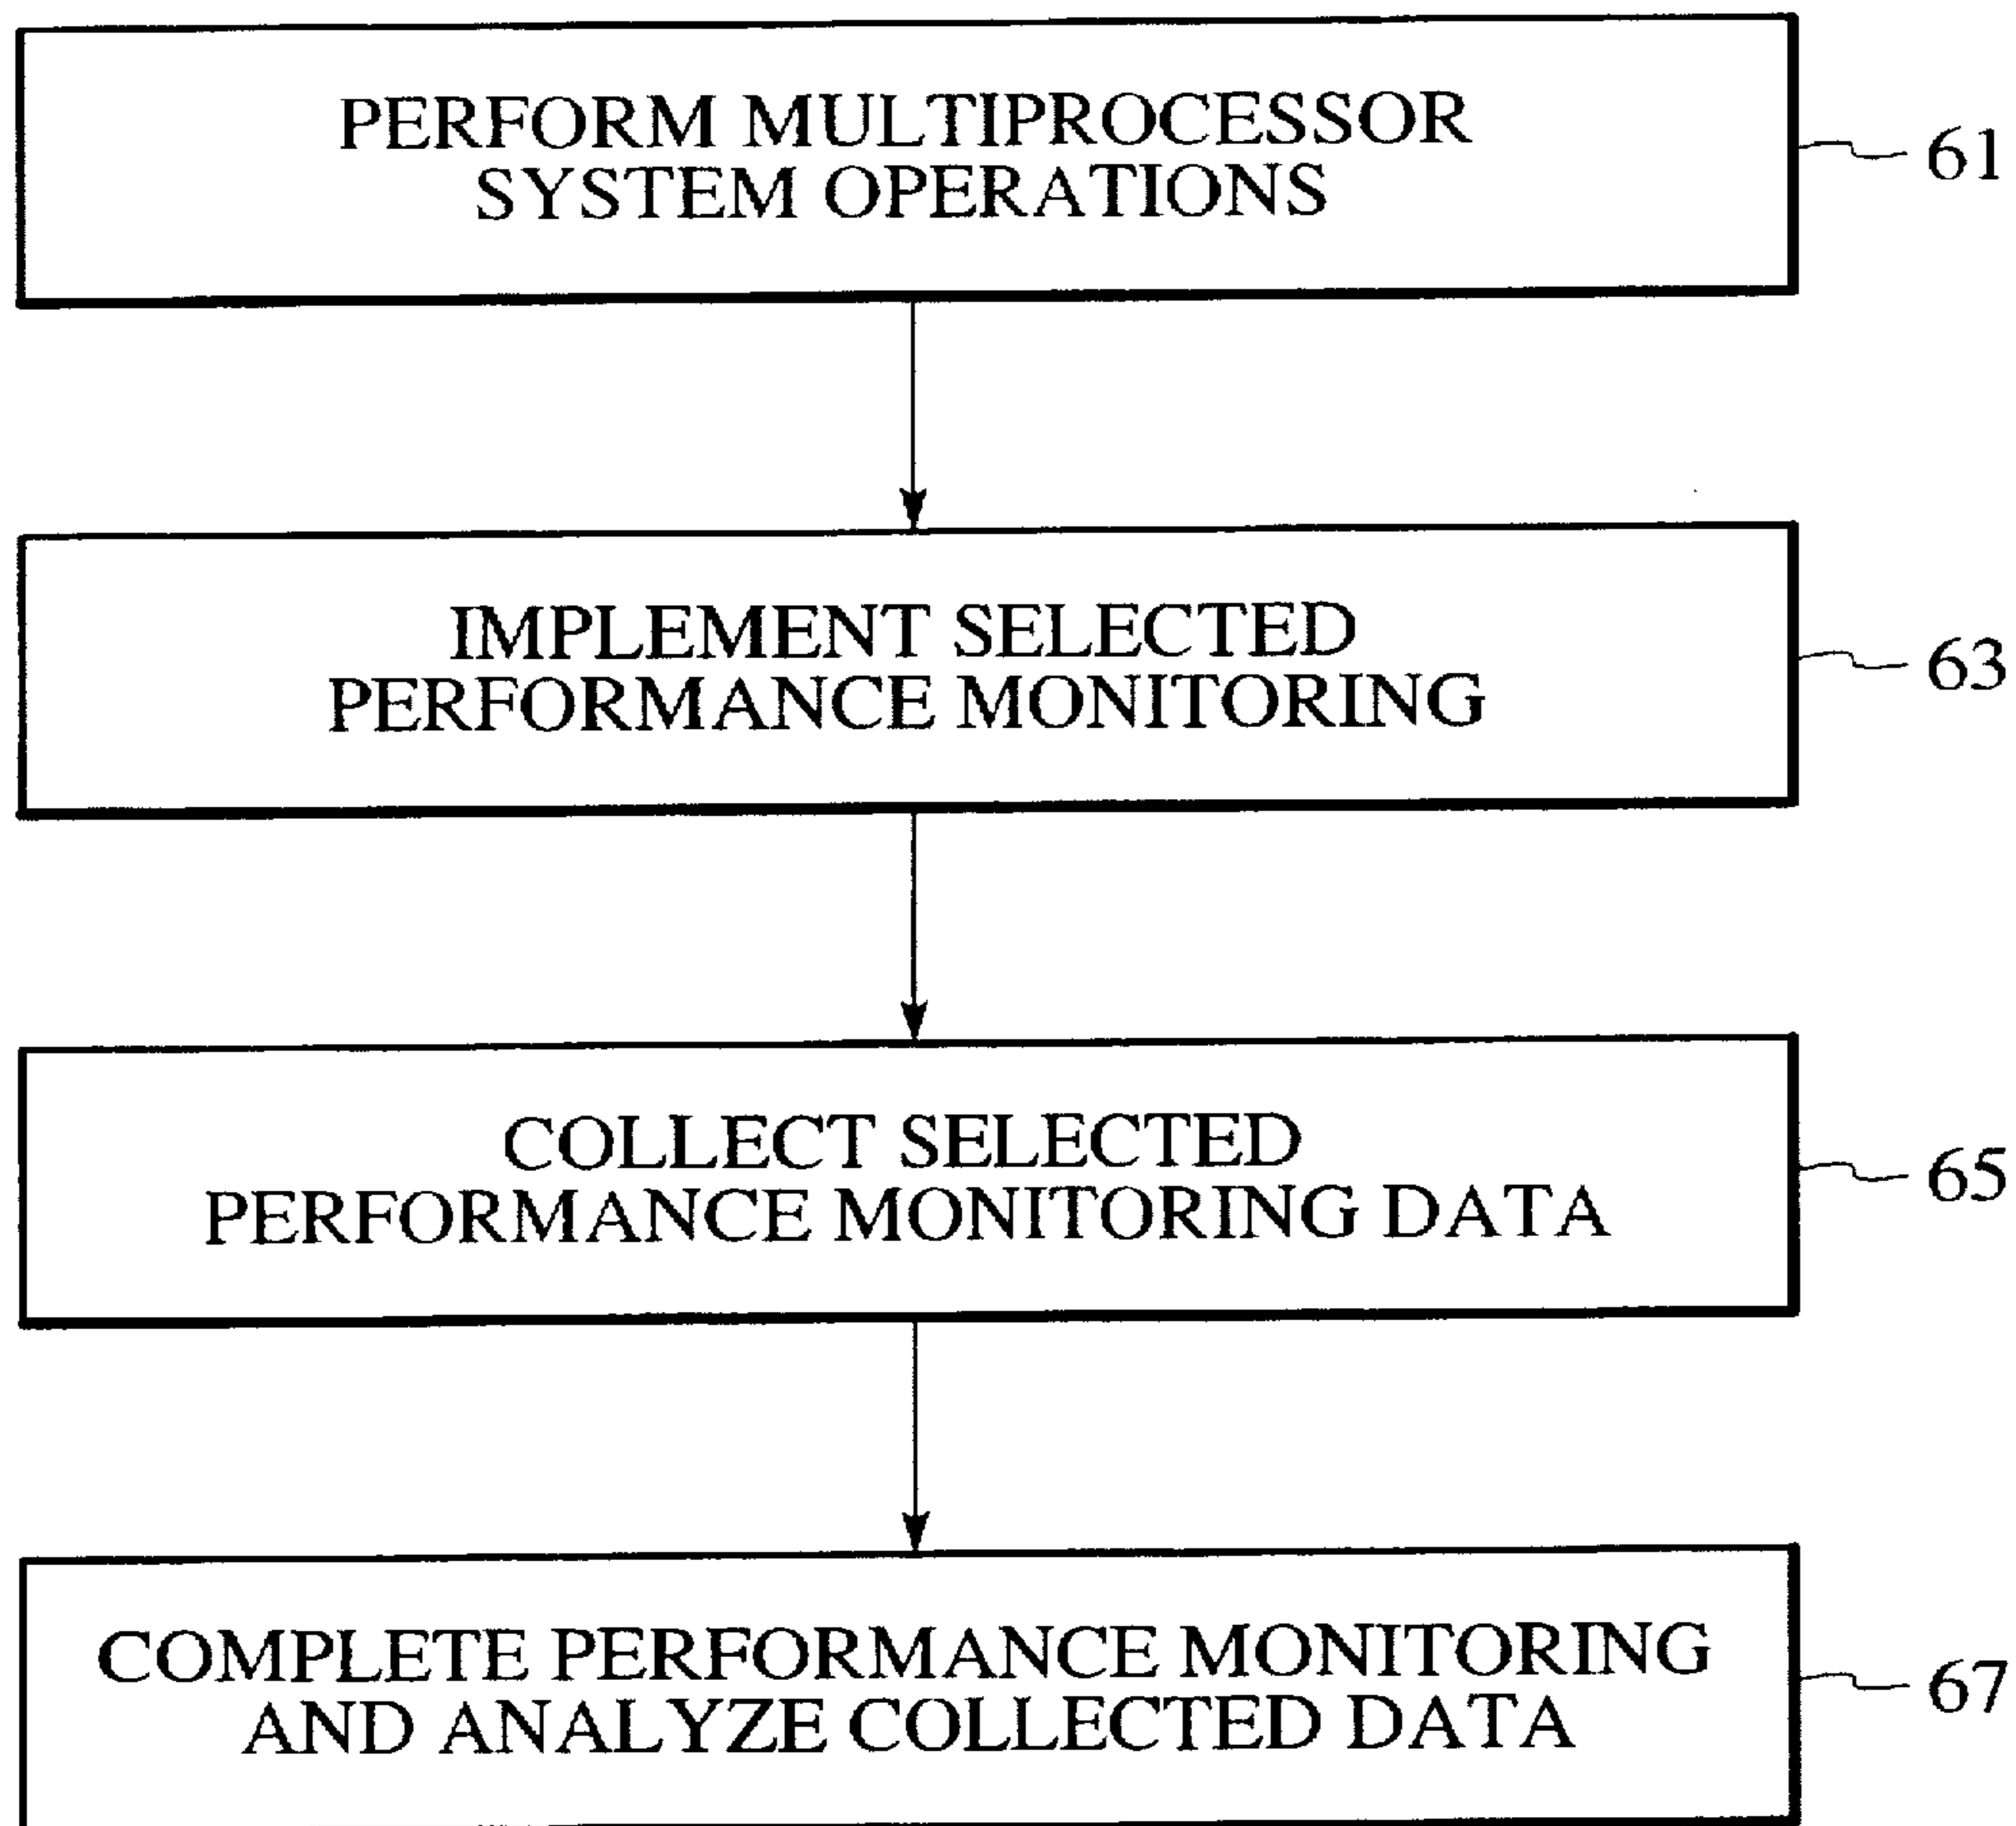 PERFORM MULTIPROCESSOR
SYSTEM OPERATIONS
61
IMPLEMENT SELECTED
PERFORMANCE MONITORING
63
COLLECT SELECTED
PERFORMANCE MONITORING DATA
65
COMPLETE PERFORMANCE MONITORING
AND ANALYZE COLLECTED DATA
67